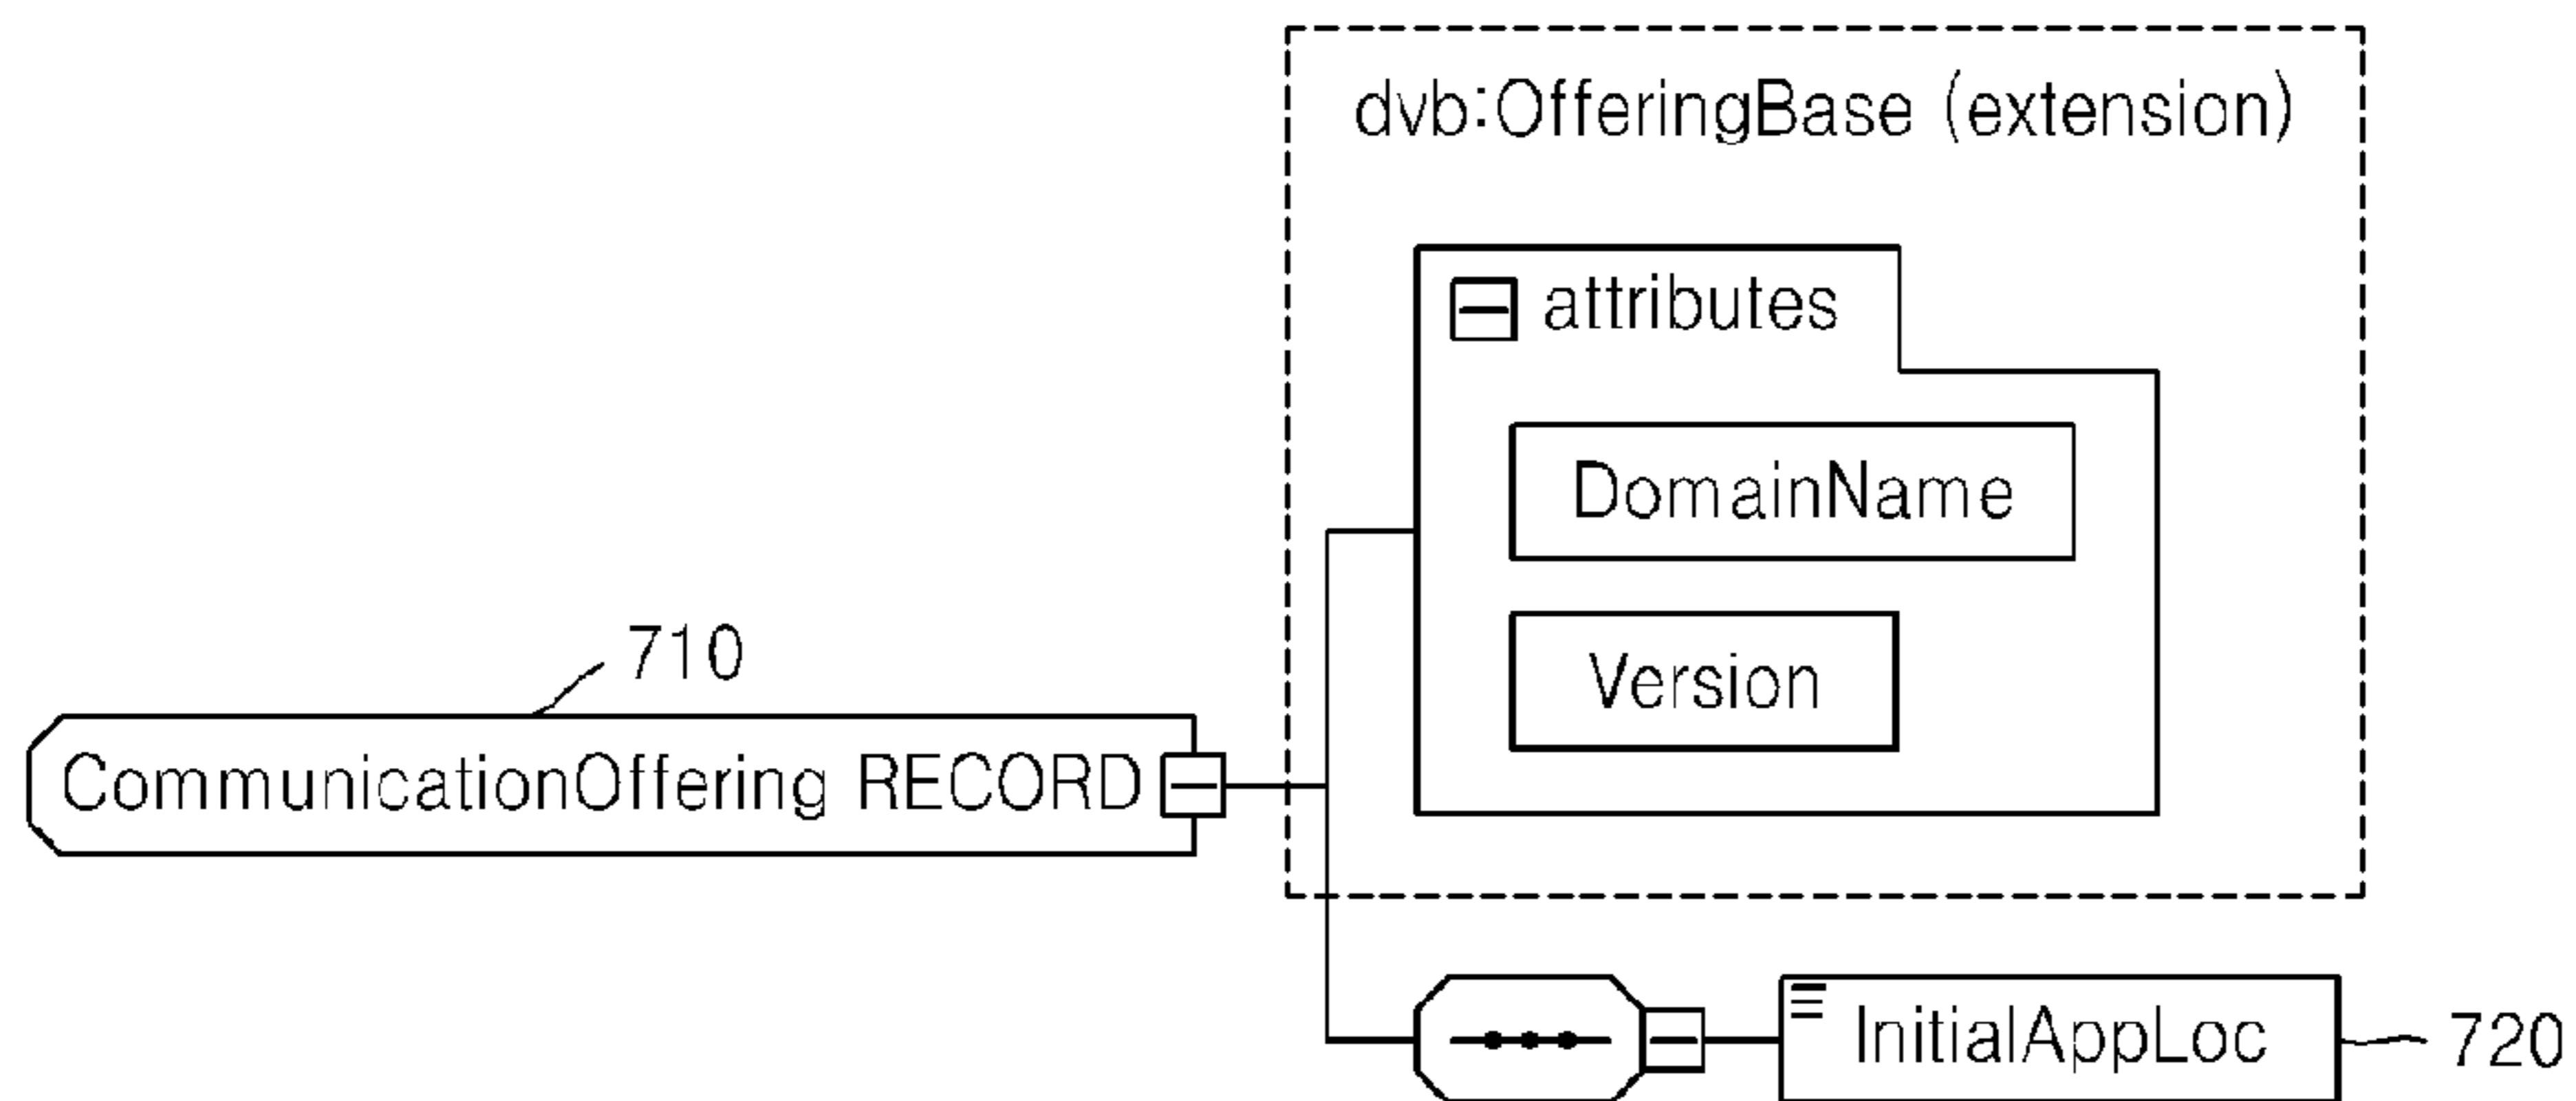 dvb:OfferingBase (extension)
attributes
DomainName
Version
710
CommunicationOffering RECORD
InitialAppLoc
720